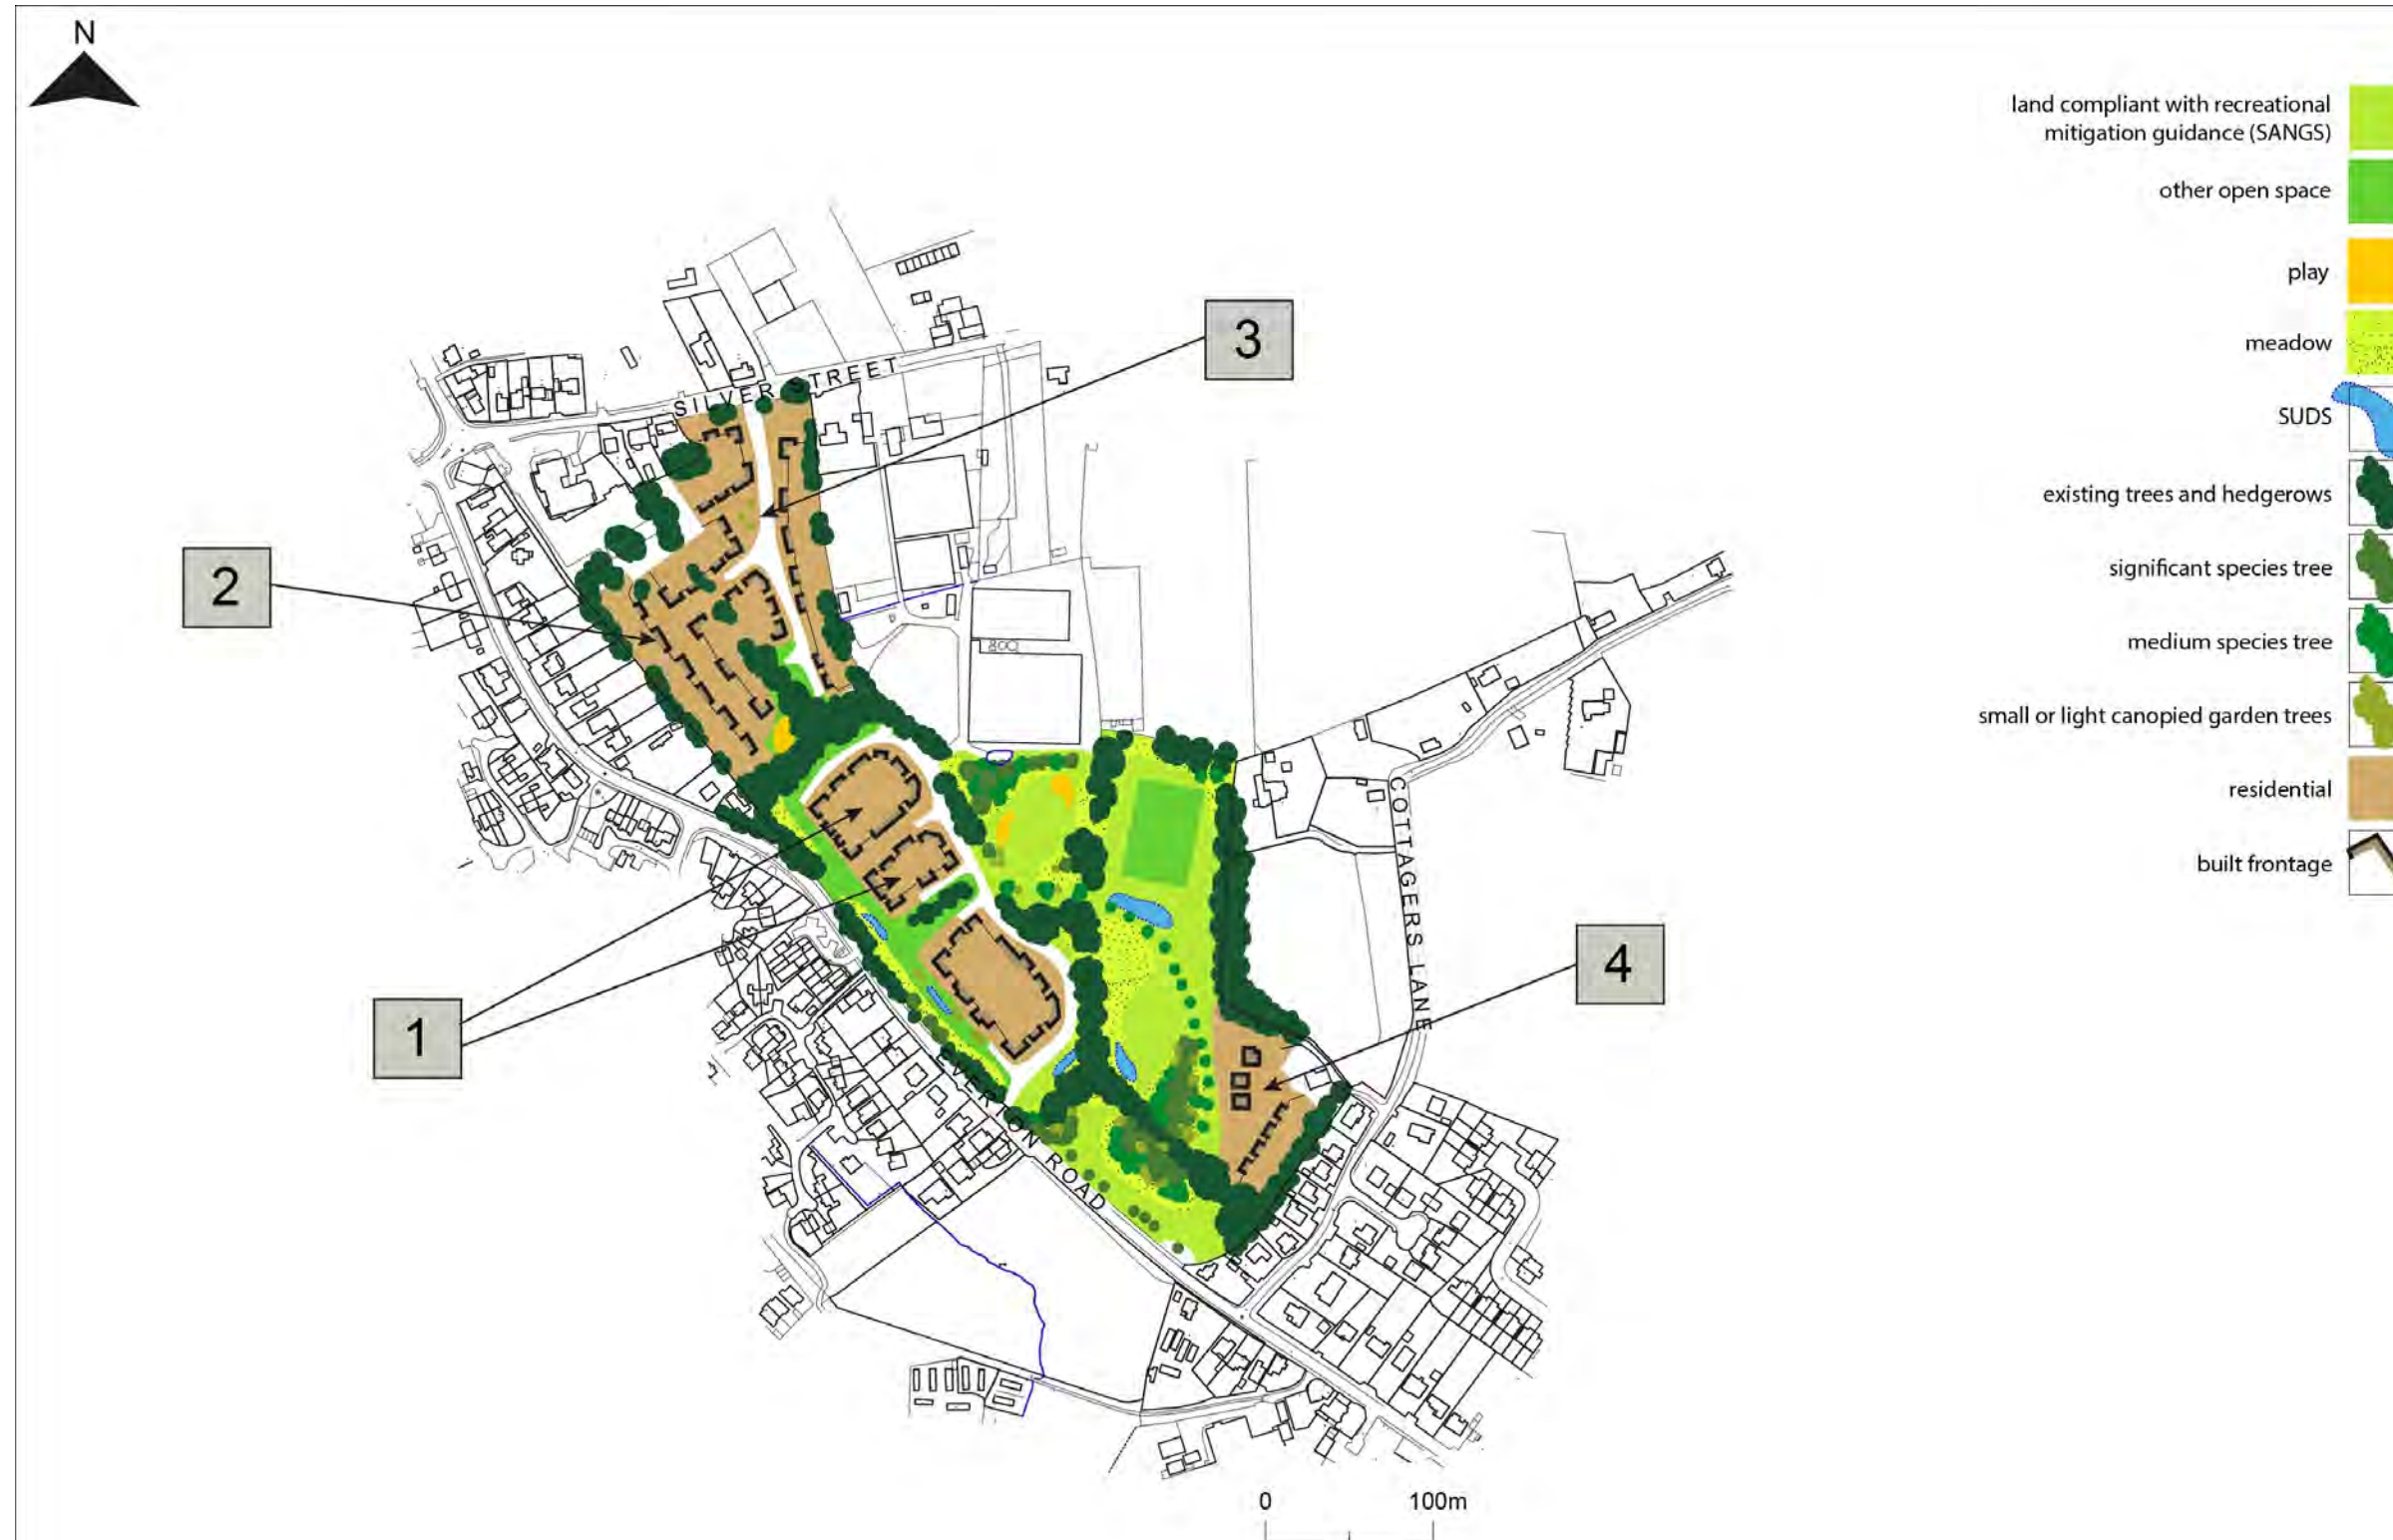 N
land compliant with recreational
mitigation guidance (SANGS)
other open space
play
meadow
SUDS
existing trees and hedgerows
significant species tree
medium species tree
small or light canopied garden trees
residential
built frontage
3
SILVER STREET
2
COTTAGERS LANE
4
1
EVERTON ROAD
0 100m